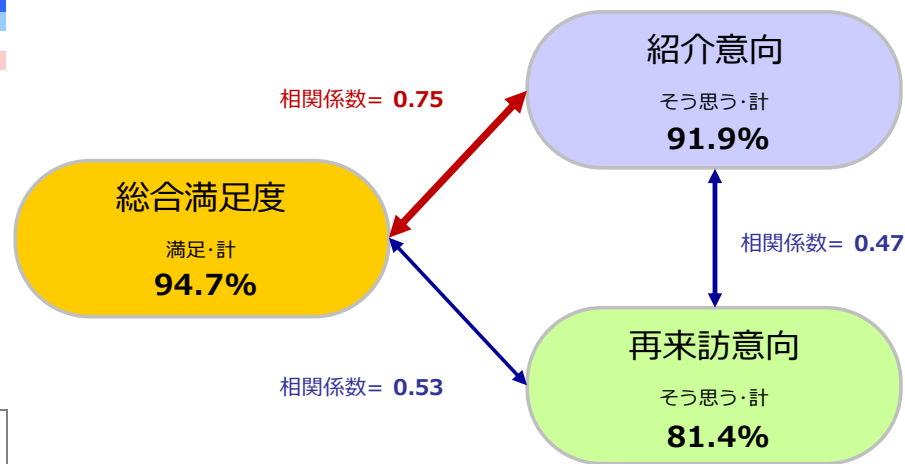 紹介意向
そう思う･計
91.9%
相関係数= 0.75
総合満足度
満足･計
94.7%
相関係数= 0.47
相関係数= 0.53
再来訪意向
そう思う･計
81.4%